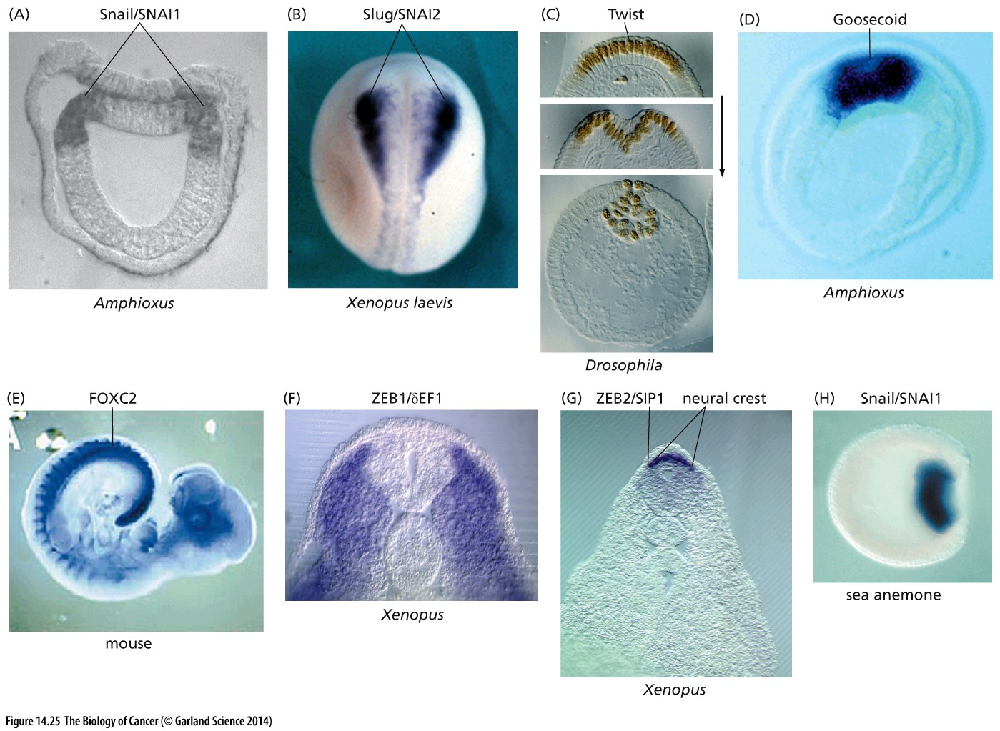 (A) Snail/SNAI1
(B) Slug/SNAI2
(C) Twist
(D) Goosecoid
Amphioxus
Xenopus laevis
Drosophila
Amphioxus
(E) FOXC2
(F) ZEB1/δEF1
(G) ZEB2/SIP1 neural crest
(H) Snail/SNAI1
A
mouse
Xenopus
Xenopus
sea anemone
Figure 14.25 The Biology of Cancer (© Garland Science 2014)